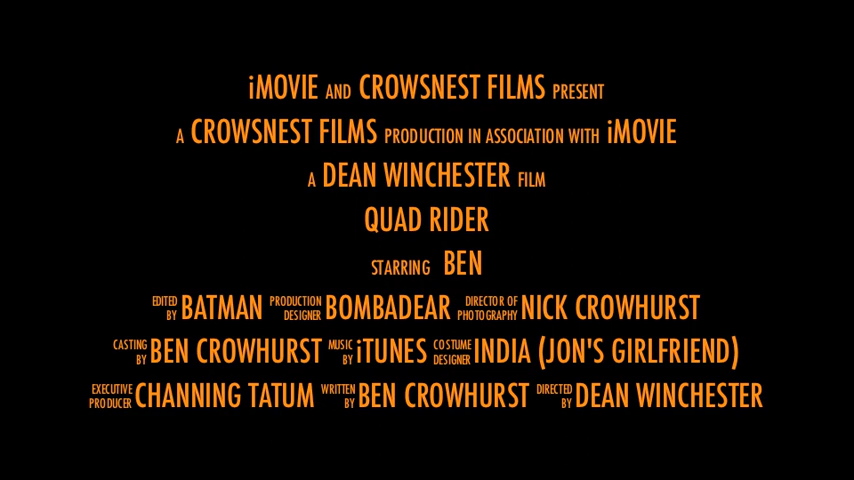 iMOVIE AND CROWSNEST FILMS PRESENT
A CROWSNEST FILMS PRODUCTION IN ASSOCIATION WITH iMOVIE
A DEAN WINCHESTER FILM
QUAD RIDER
STARRING BEN
EDITED BY BATMAN PRODUCTION DESIGNER BOMBADEAR DIRECTOR OF PHOTOGRAPHY NICK CROWHURST
CASTING BY BEN CROWHURST MUSIC BY iTUNES COSTUME DESIGNER INDIA (JON'S GIRLFRIEND)
EXECUTIVE PRODUCER CHANNING TATUM WRITTEN BY BEN CROWHURST DIRECTED BY DEAN WINCHESTER